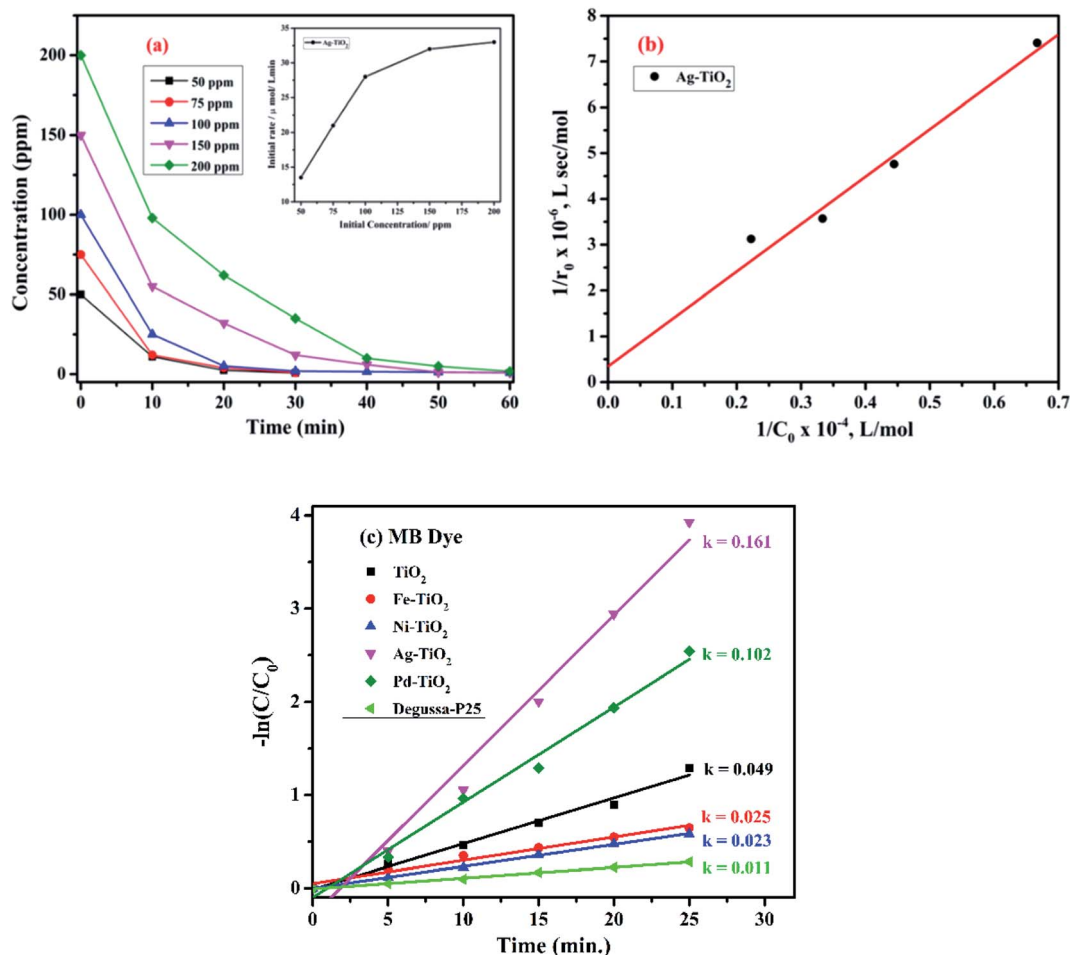 (a)
50 ppm
75 ppm
100 ppm
150 ppm
200 ppm
Concentration (ppm)
200
150
100
50
0
0 10 20 30 40 50 60
Time (min)
Ag-TiO₂
Initial rate / μ mol/ Lmin
35
30
25
20
15
10
50 75 100 125 150 175 200
Initial Concentration/ ppm
(b)
Ag-TiO₂
1/r₀ x 10⁻⁶, L sec/mol
8
7
6
5
4
3
2
1
0
0.0 0.1 0.2 0.3 0.4 0.5 0.6 0.7
1/C₀ x 10⁻⁴, L/mol
(c) MB Dye
TiO₂
Fe-TiO₂
Ni-TiO₂
Ag-TiO₂
Pd-TiO₂
Degussa-P25
k = 0.161
k = 0.102
k = 0.049
k = 0.025
k = 0.023
k = 0.011
-ln(C/C₀)
4
3
2
1
0
0 5 10 15 20 25 30
Time (min.)